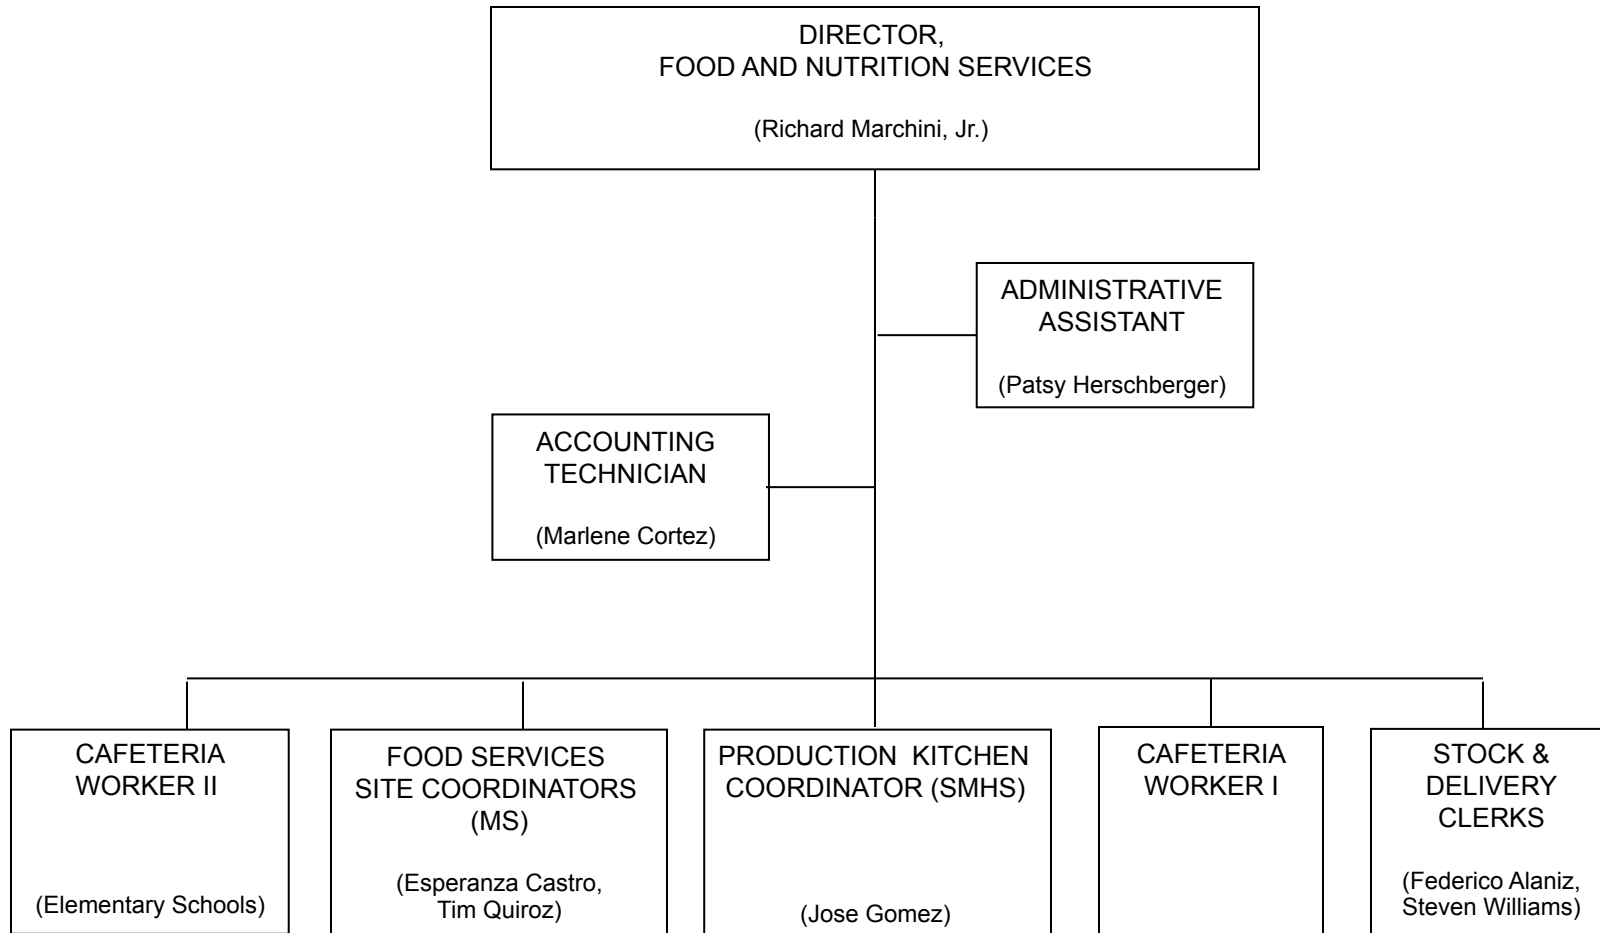 DIRECTOR,
FOOD AND NUTRITION SERVICES
(Richard Marchini, Jr.)
ADMINISTRATIVE
ASSISTANT
(Patsy Herschberger)
ACCOUNTING
TECHNICIAN
(Marlene Cortez)
CAFETERIA
WORKER II
(Elementary Schools)
FOOD SERVICES
SITE COORDINATORS
(MS)
(Esperanza Castro,
Tim Quiroz)
PRODUCTION KITCHEN
COORDINATOR (SMHS)
(Jose Gomez)
CAFETERIA
WORKER I
STOCK &
DELIVERY
CLERKS
(Federico Alaniz,
Steven Williams)